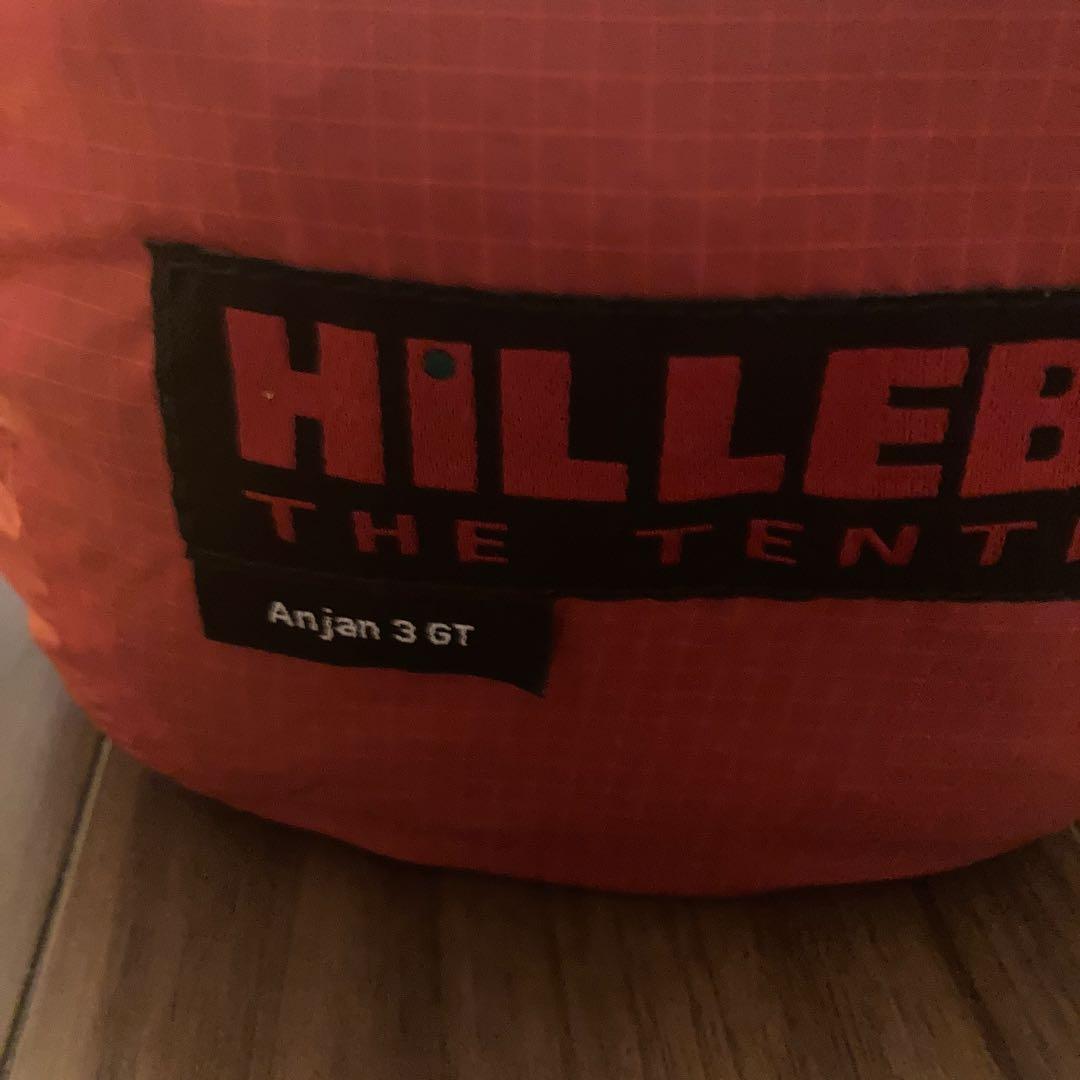 HiLLEB
THE TENT
Anjan 3 GT